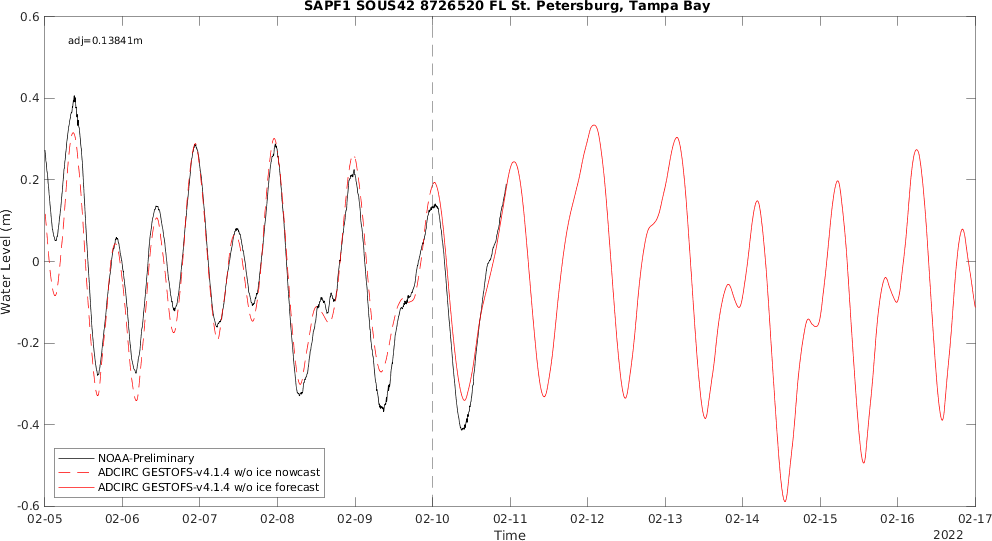 SAPF1 SOUS42 8726520 FL St. Petersburg, Tampa Bay
0.6
adj=0.13841m
0.4
0.2
0
-0.2
-0.4
-0.6
Water Level (m)
NOAA-Preliminary
ADCIRC GESTOFS-v4.1.4 w/o ice nowcast
ADCIRC GESTOFS-v4.1.4 w/o ice forecast
02-05 02-06 02-07 02-08 02-09 02-10 02-11 02-12 02-13 02-14 02-15 02-16 02-17
Time
2022